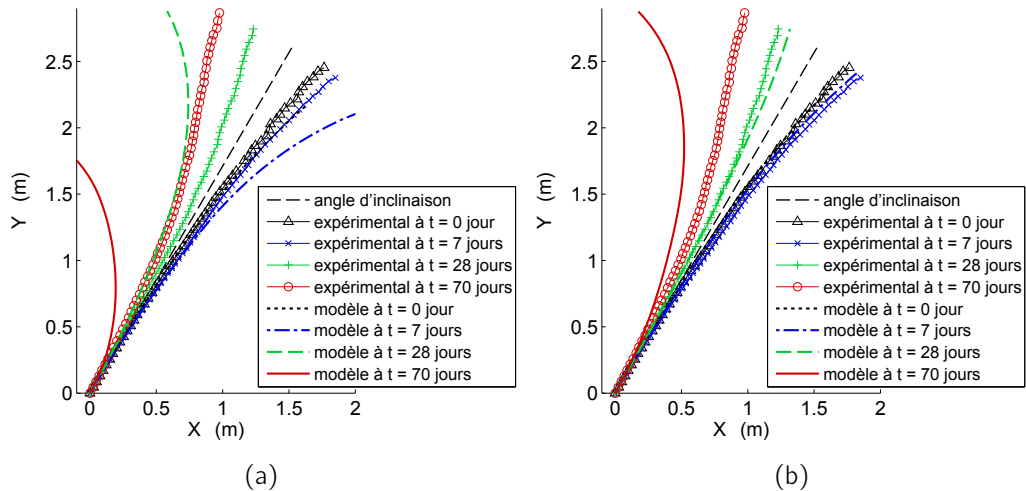 2.5
2
1.5
1
0.5
0
Y (m)
0
0.5
1
1.5
2
X (m)
angle d'inclinaison
expérimental à t = 0 jour
expérimental à t = 7 jours
expérimental à t = 28 jours
expérimental à t = 70 jours
modèle à t = 0 jour
modèle à t = 7 jours
modèle à t = 28 jours
modèle à t = 70 jours
(a)
2.5
2
1.5
1
0.5
0
Y (m)
0
0.5
1
1.5
2
X (m)
angle d'inclinaison
expérimental à t = 0 jour
expérimental à t = 7 jours
expérimental à t = 28 jours
expérimental à t = 70 jours
modèle à t = 0 jour
modèle à t = 7 jours
modèle à t = 28 jours
modèle à t = 70 jours
(b)